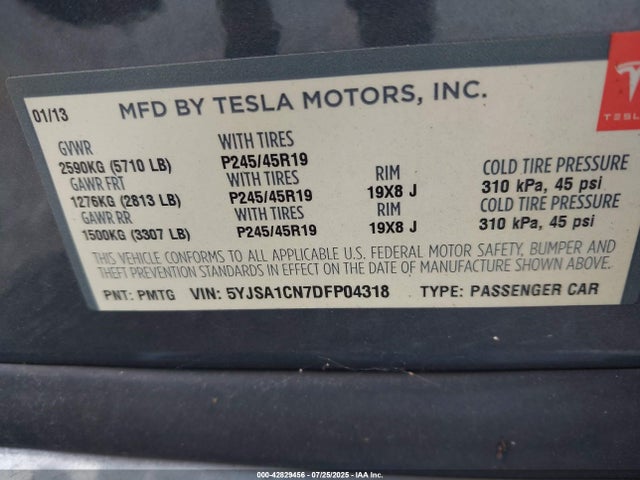 01/13 MFD BY TESLA MOTORS, INC.
TESLA
GVWR WITH TIRES
2590KG (5710 LB) P245/45R19
GAWR FRT WITH TIRES RIM COLD TIRE PRESSURE
1276KG (2813 LB) P245/45R19 19X8 J 310 kPa, 45 psi
GAWR RR WITH TIRES RIM COLD TIRE PRESSURE
1500KG (3307 LB) P245/45R19 19X8 J 310 kPa, 45 psi
THIS VEHICLE CONFORMS TO ALL APPLICABLE U.S. FEDERAL MOTOR SAFETY, BUMPER AND
THEFT PREVENTION STANDARDS IN EFFECT ON THE DATE OF MANUFACTURE SHOWN ABOVE.
PNT: PMTG VIN: 5YJSA1CN7DFP04318 TYPE: PASSENGER CAR
000-42829456 - 07/25/2025 - IAA Inc.